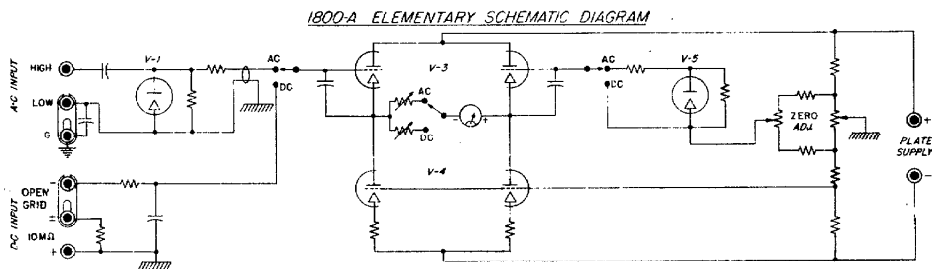 1800-A ELEMENTARY SCHEMATIC DIAGRAM
A-C INPUT
HIGH
LOW
G
V-1
AC
DC
V-3
AC
DC
- +
V-4
AC
DC
V-5
ZERO
ADJ.
+
PLATE
SUPPLY
-
D-C INPUT
-
OPEN
GRID
±
10MΩ
+